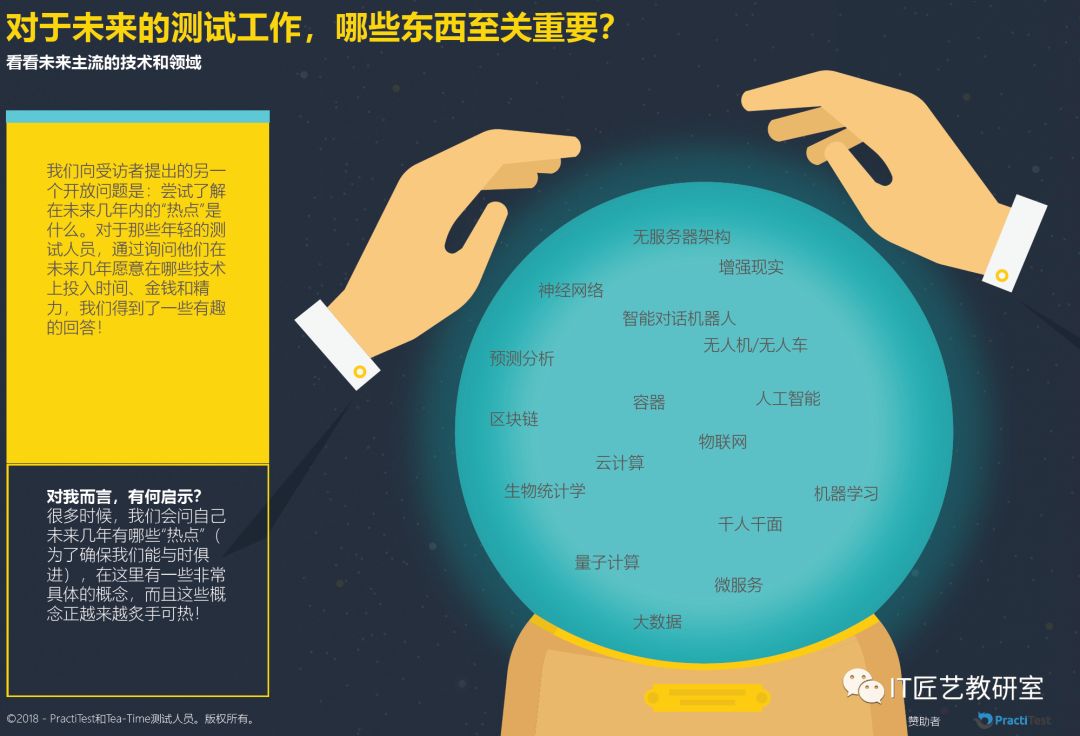 对于未来的测试工作，哪些东西至关重要？
看看未来主流的技术和领域
我们向受访者提出的另一
个开放问题是：尝试了解
在未来几年内的“热点”是
什么。对于那些年轻的测
试人员，通过询问他们在
未来几年愿意在哪些技术
上投入时间、金钱和精
力，我们得到了一些有趣
的回答！
对我而言，有何启示？
很多时候，我们会问自己
未来几年有哪些“热点”（
为了确保我们能与时俱
进），在这里有一些非常
具体的概念，而且这些概
念正越来越炙手可热！
无服务器架构
增强现实
神经网络
智能对话机器人
无人机/无人车
预测分析
人工智能
容器
区块链
物联网
云计算
生物统计学
机器学习
千人千面
量子计算
微服务
大数据
IT匠艺教研室
©2018 - PractiTest和Tea-Time测试人员。版权所有。
赞助者
PractiTest